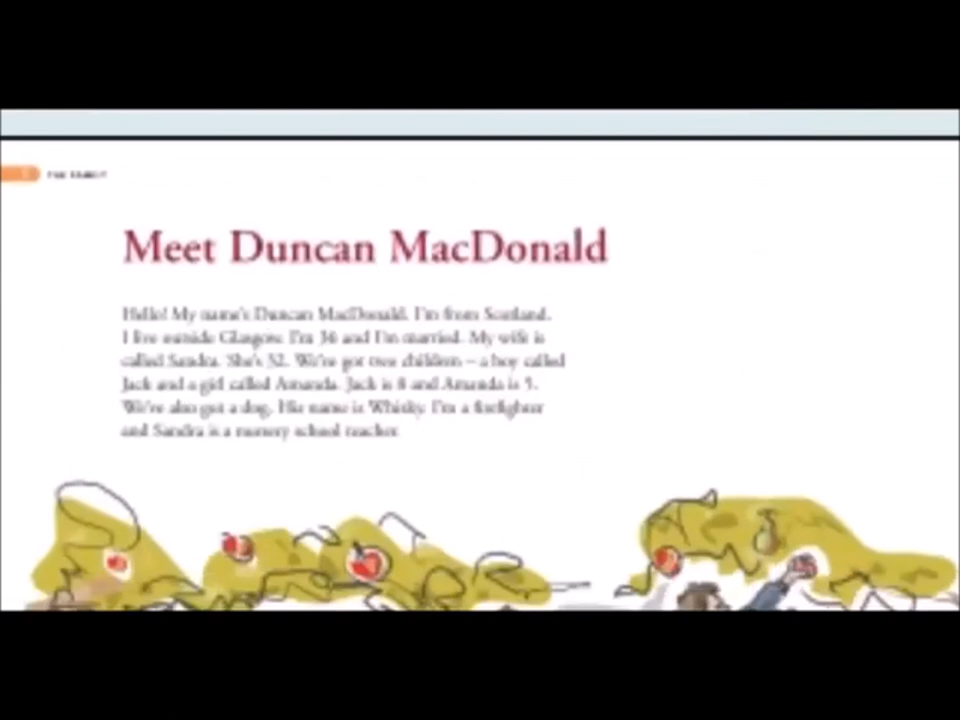 THE FAMILY
Meet Duncan MacDonald
Hello! My name's Duncan MacDonald. I'm from Scotland.
I live outside Glasgow. I'm 36 and I'm married. My wife is
called Sandra. She's 32. We've got two children – a boy called
Jack and a girl called Amanda. Jack is 8 and Amanda is 5.
We've also got a dog. His name is Whisky. I'm a firefighter
and Sandra is a nursery school teacher.